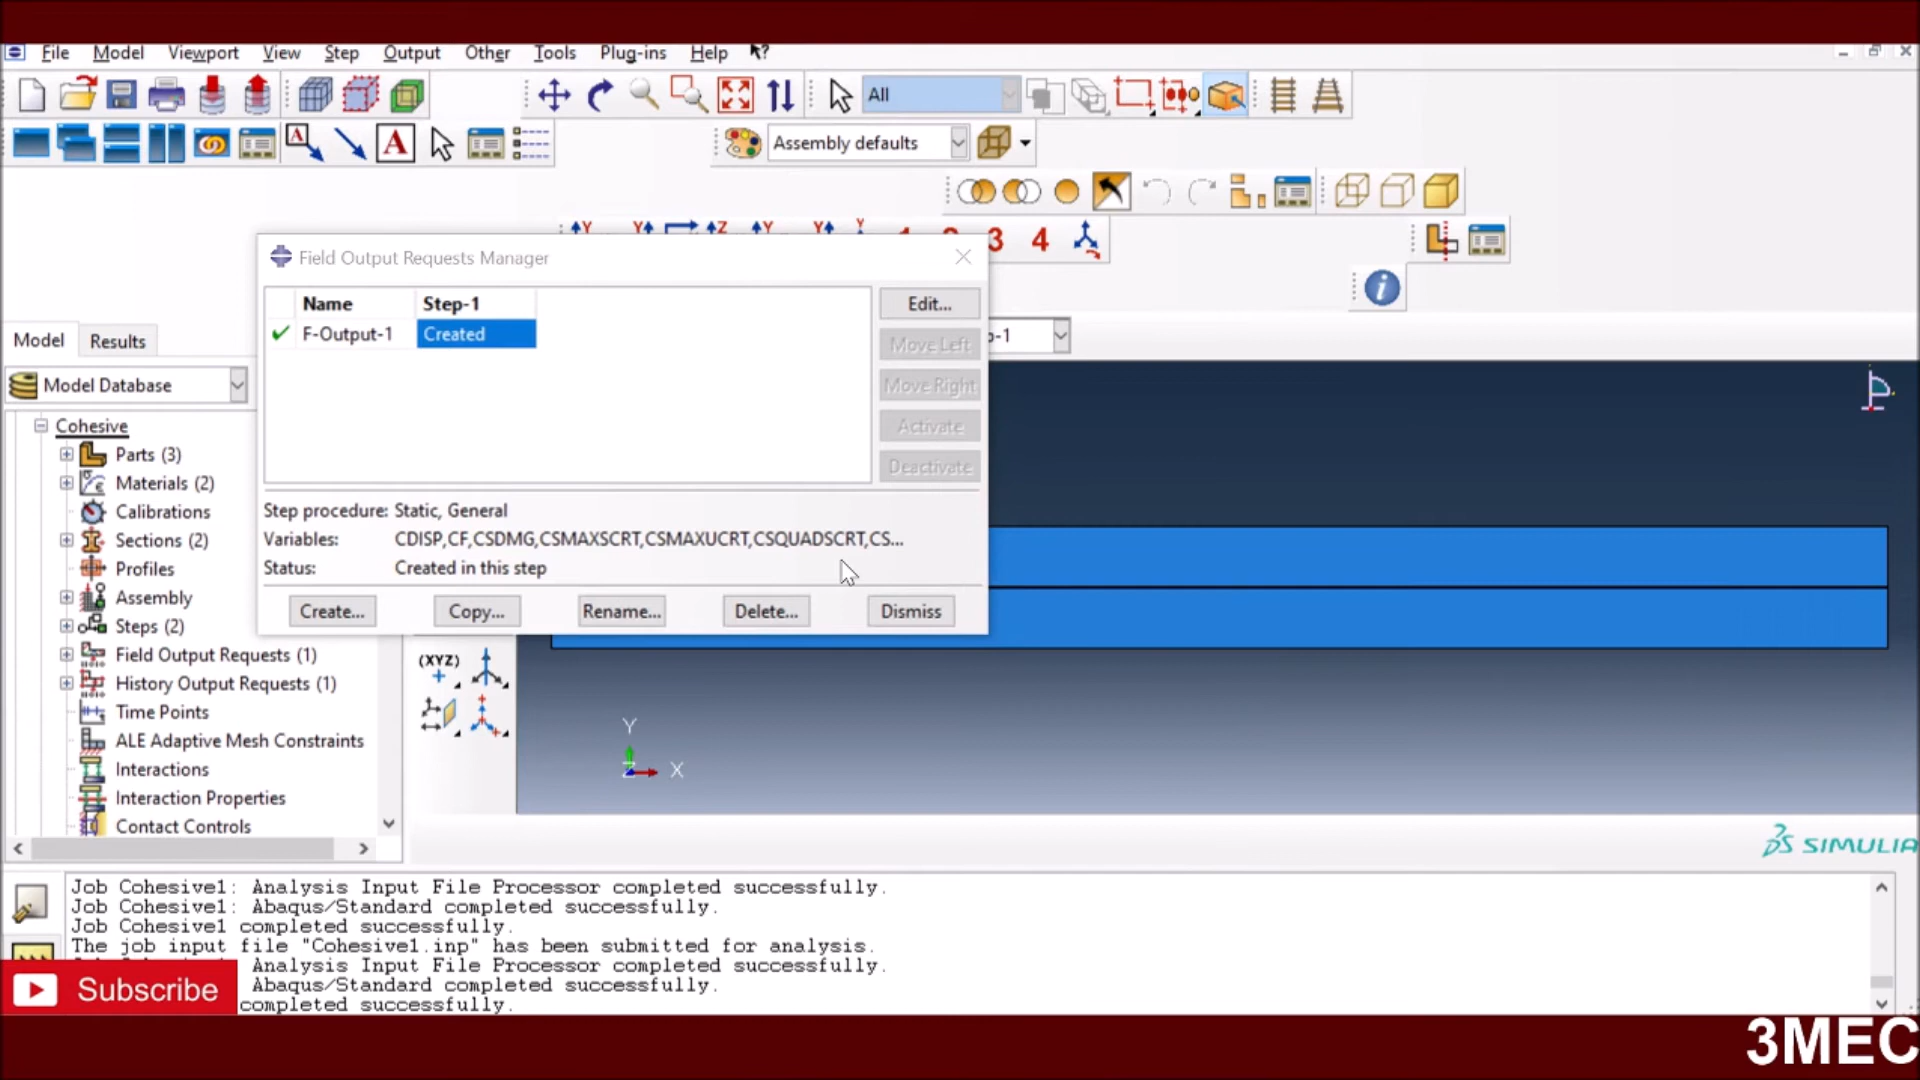 File Model Viewport View Step Output Other Tools Plug-ins Help
All
A A
Assembly defaults
Y Y Z Y Y Y
3 4
Field Output Requests Manager
Name Step-1
F-Output-1 Created
Edit...
Move Left
Move Right
Activate
Deactivate
Step procedure: Static, General
Variables: CDISP,CF,CSDMG,CSMAXSCRT,CSMAXUCRT,CSQUADSCRT,CS...
Status: Created in this step
Create... Copy... Rename... Delete... Dismiss
-1
Model Results
Model Database
Cohesive
Parts (3)
Materials (2)
Calibrations
Sections (2)
Profiles
Assembly
Steps (2)
Field Output Requests (1)
History Output Requests (1)
Time Points
ALE Adaptive Mesh Constraints
Interactions
Interaction Properties
Contact Controls
(XYZ)
Y
Z X
SIMULIA
Job Cohesive1: Analysis Input File Processor completed successfully.
Job Cohesive1: Abaqus/Standard completed successfully.
Job Cohesive1 completed successfully.
The job input file "Cohesive1.inp" has been submitted for analysis.
Analysis Input File Processor completed successfully.
Abaqus/Standard completed successfully.
completed successfully.
Subscribe
3MEC